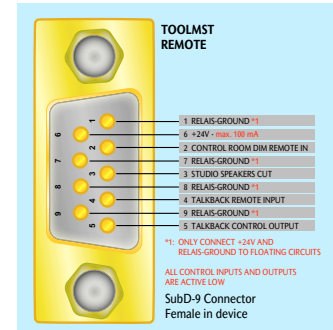 TOOLMST
REMOTE
1 RELAIS-GROUND *1
6 +24V - max. 100 mA
2 CONTROL ROOM DIM REMOTE IN
7 RELAIS-GROUND *1
3 STUDIO SPEAKERS CUT
8 RELAIS-GROUND *1
4 TALKBACK REMOTE INPUT
9 RELAIS-GROUND *1
5 TALKBACK CONTROL OUTPUT
1
6
2
7
3
8
4
9
5
*1: ONLY CONNECT +24V AND
RELAIS-GROUND TO FLOATING CIRCUITS
ALL CONTROL INPUTS AND OUTPUTS
ARE ACTIVE LOW
SubD-9 Connector
Female in device